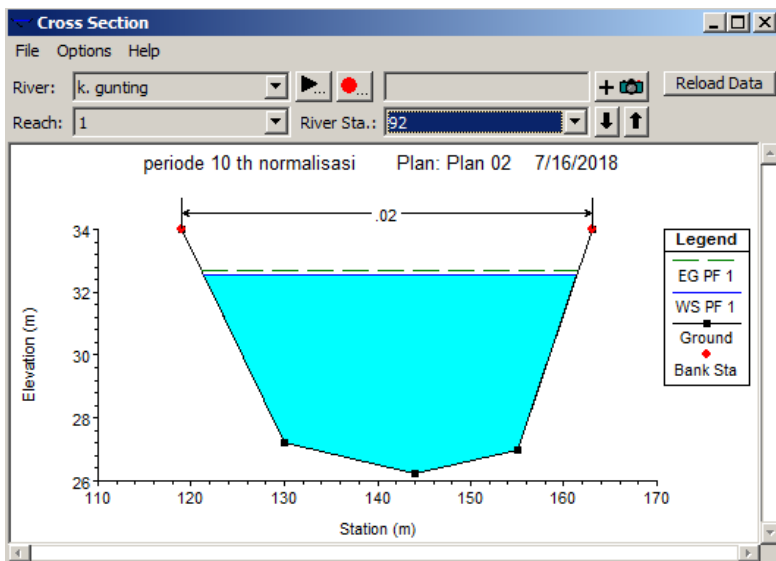 Cross Section
File Options Help
River: k. gunting ... ... + Reload Data
Reach: 1 River Sta.: 92
periode 10 th normalisasi Plan: Plan 02 7/16/2018
.02
34
32
30
28
26
Elevation (m)
110 120 130 140 150 160 170
Station (m)
Legend
EG PF 1
WS PF 1
Ground
Bank Sta